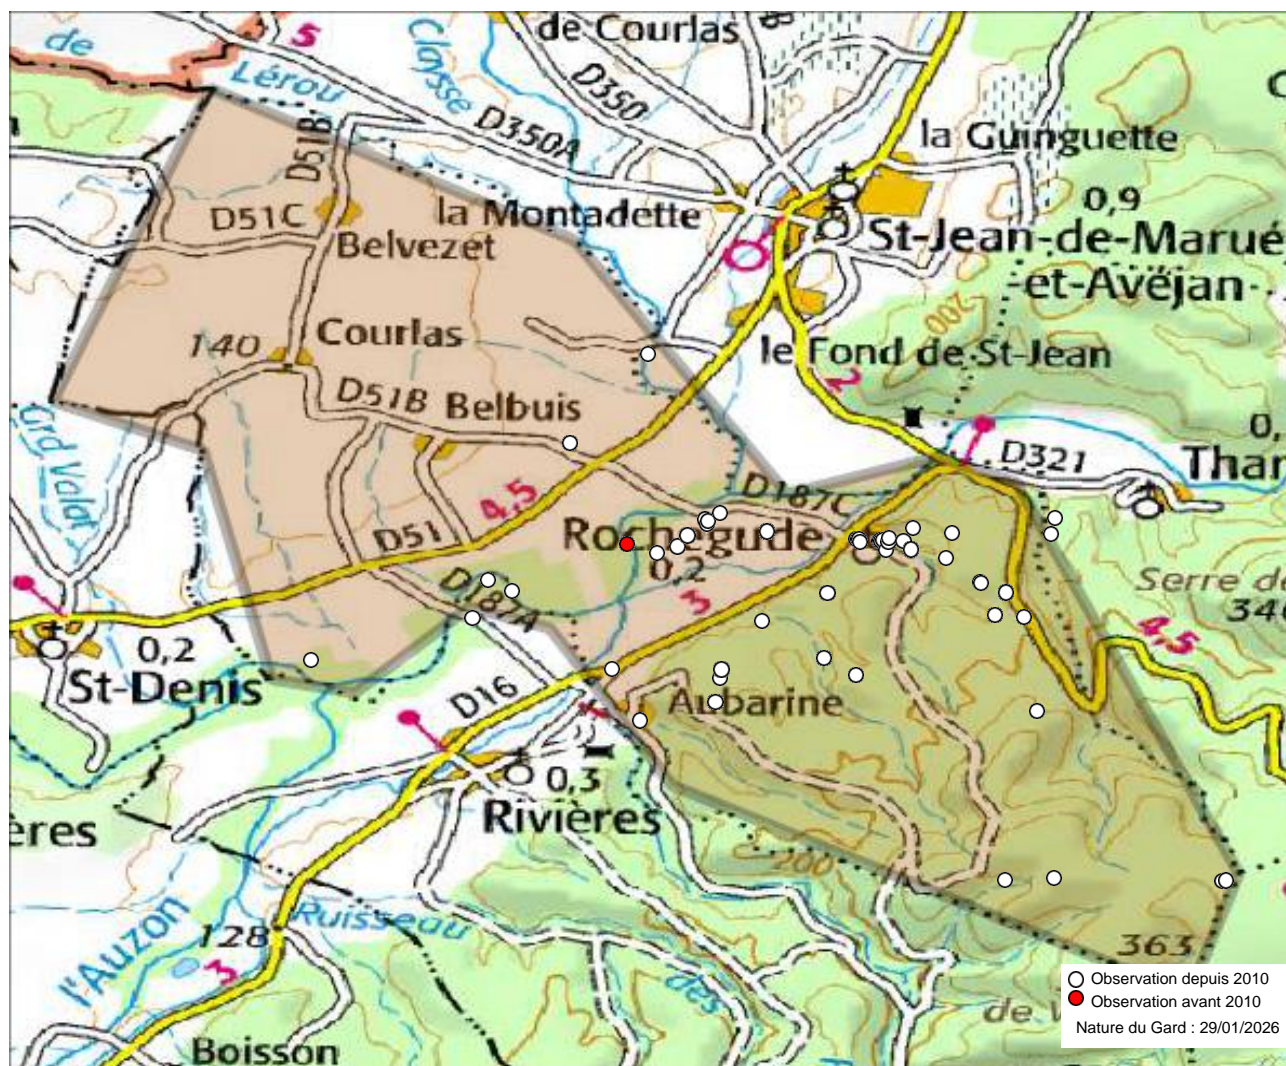 de
5
Lérou
Claysse
de Courlas
D350
D350A
D51B
D51C
la Guinguette
0,9
la Montadette
Belvezet
St-Jean-de-Marué
-et-Avéjan
200
Courlas
140
le Fond de St-Jean
2
D51B
Belbuis
Grd Valat
D321
0,
Thar
4,5
D187C
D51
Rochegude
0,2
3
D187A
Serre de
340
4,5
0,2
St-Denis
D16
Aubarine
1
0,3
Rivières
ères
200
Ruisseau
128
l'Auzon
3
des
363
de V
Boisson
Observation depuis 2010
Observation avant 2010
Nature du Gard : 29/01/2026